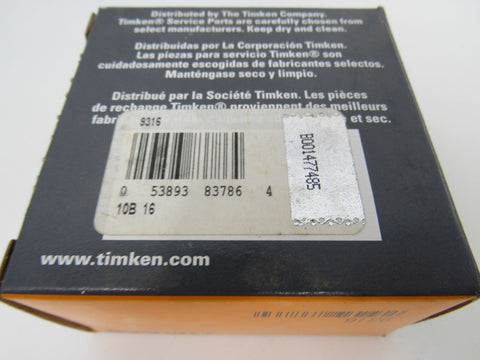 Distributed by The Timken Company.
Timken® Service Parts are carefully chosen from
select manufacturers. Keep dry and clean.
Distribuidas por La Corporación Timken.
Las piezas para servicio Timken® son
cuidadosamente escogidas de fabricantes selectos.
Manténgase seco y limpio.
Distribué par la Société Timken. Les pièces
de rechange Timken® proviennent des meilleurs
fabri et sec.
9316
0 53893 83786 4
10B 16
B001477485
www.timken.com